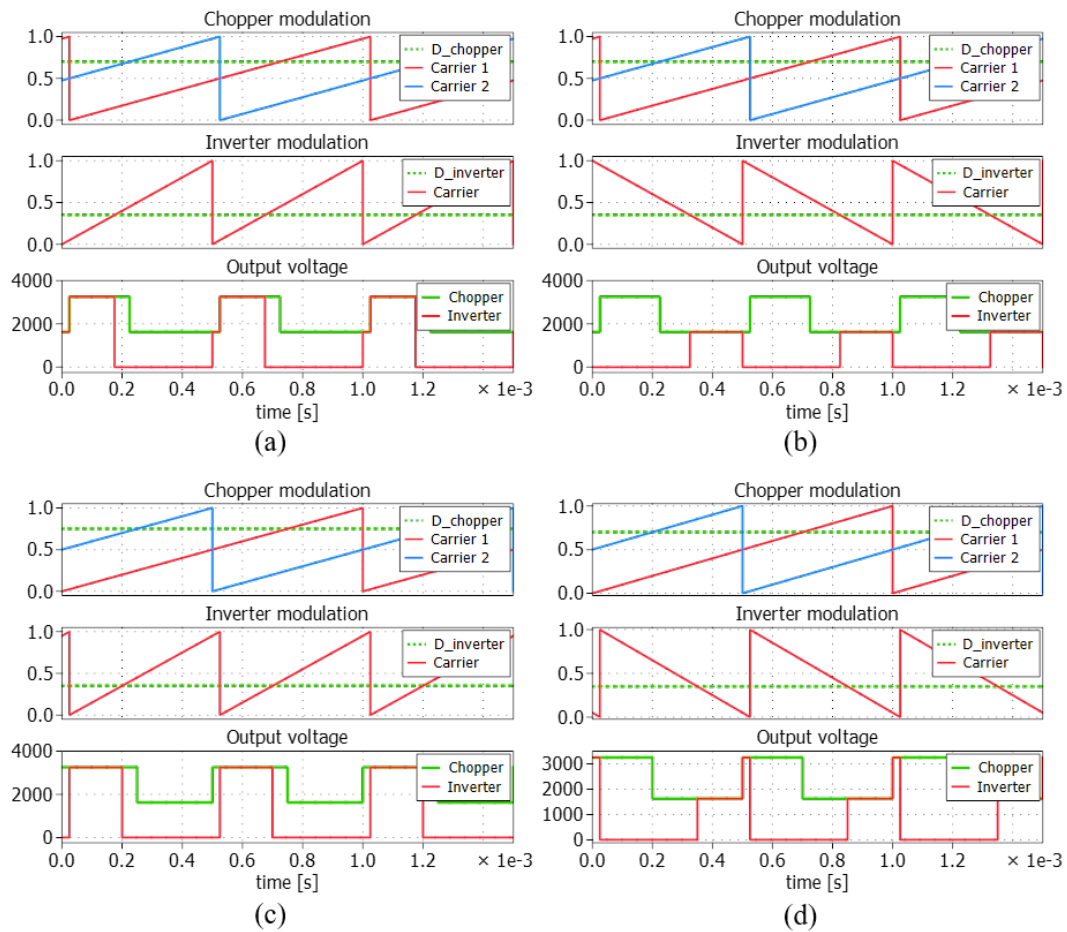 Chopper modulation
1.0
0.5
0.0
D_chopper
Carrier 1
Carrier 2
Inverter modulation
1.0
0.5
0.0
D_inverter
Carrier
Output voltage
4000
2000
0
Chopper
Inverter
0.0 0.2 0.4 0.6 0.8 1.0 1.2 × 1e-3
time [s]
(a)
Chopper modulation
1.0
0.5
0.0
D_chopper
Carrier 1
Carrier 2
Inverter modulation
1.0
0.5
0.0
D_inverter
Carrier
Output voltage
4000
2000
0
Chopper
Inverter
0.0 0.2 0.4 0.6 0.8 1.0 1.2 × 1e-3
time [s]
(b)
Chopper modulation
1.0
0.5
0.0
D_chopper
Carrier 1
Carrier 2
Inverter modulation
1.0
0.5
0.0
D_inverter
Carrier
Output voltage
4000
2000
0
Chopper
Inverter
0.0 0.2 0.4 0.6 0.8 1.0 1.2 × 1e-3
time [s]
(c)
Chopper modulation
1.0
0.5
0.0
D_chopper
Carrier 1
Carrier 2
Inverter modulation
1.0
0.5
0.0
D_inverter
Carrier
Output voltage
3000
2000
1000
0
Chopper
Inverter
0.0 0.2 0.4 0.6 0.8 1.0 1.2 × 1e-3
time [s]
(d)